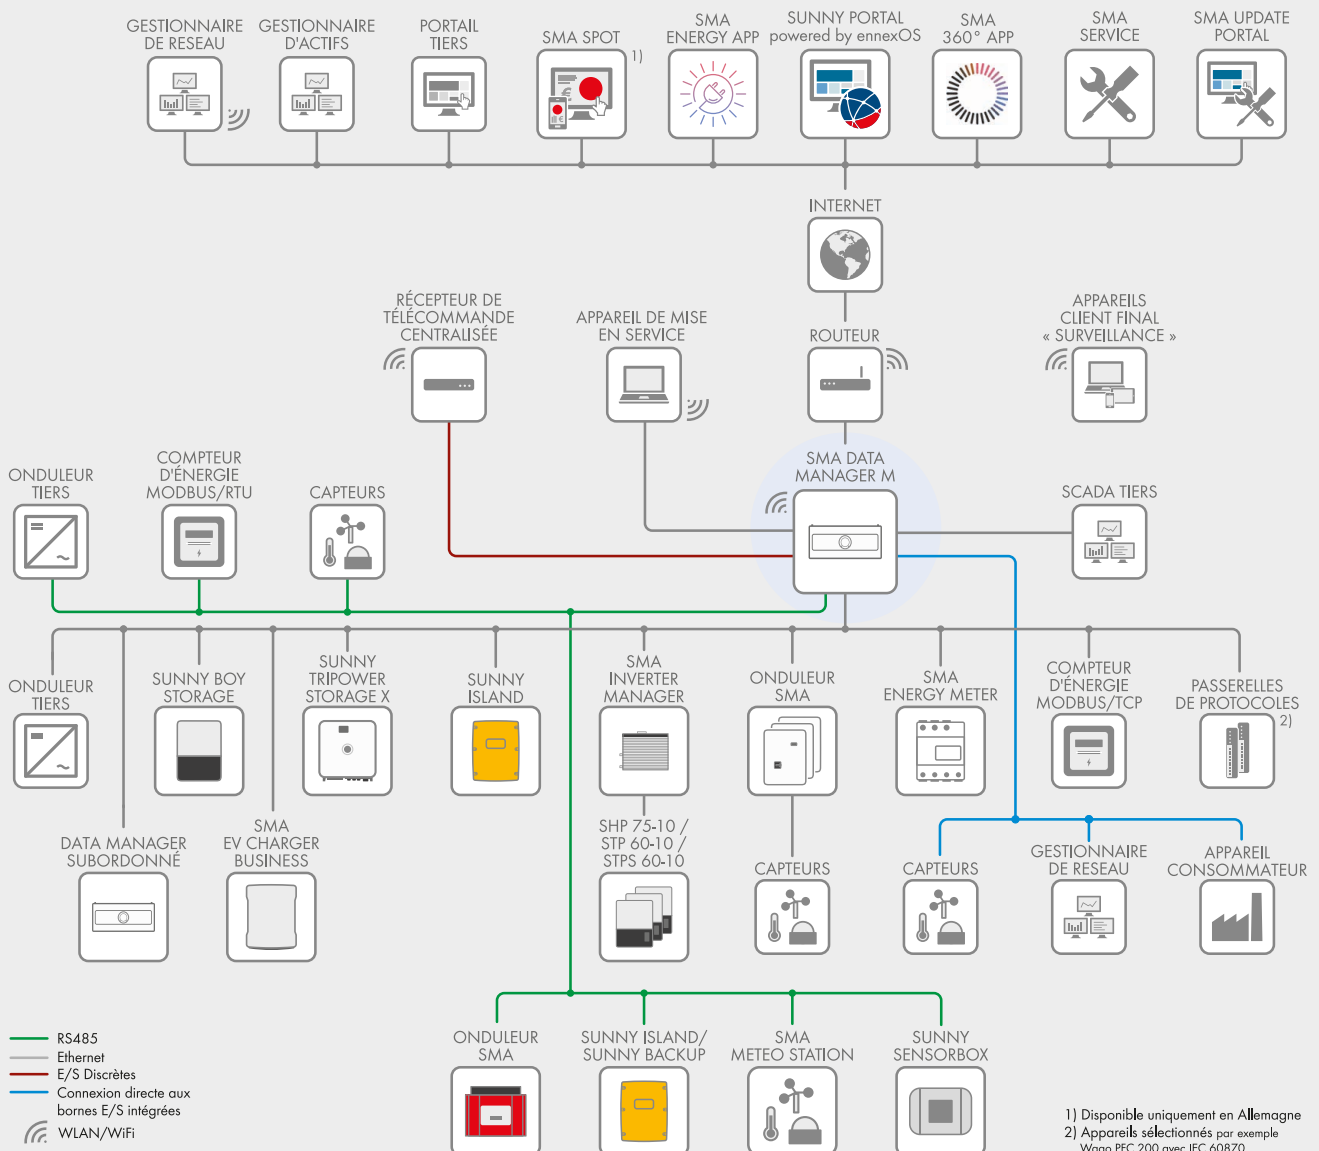 GESTIONNAIRE
DE RESEAU
GESTIONNAIRE
D'ACTIFS
PORTAIL
TIERS
SMA SPOT
1)
SMA
ENERGY APP
SUNNY PORTAL
powered by ennexOS
SMA
360° APP
SMA
SERVICE
SMA UPDATE
PORTAL
INTERNET
RÉCEPTEUR DE
TÉLÉCOMMANDE
CENTRALISÉE
APPAREIL DE MISE
EN SERVICE
ROUTEUR
APPAREILS
CLIENT FINAL
« SURVEILLANCE »
ONDULEUR
TIERS
COMPTEUR
D'ÉNERGIE
MODBUS/RTU
CAPTEURS
SMA DATA
MANAGER M
SCADA TIERS
ONDULEUR
TIERS
SUNNY BOY
STORAGE
SUNNY
TRIPOWER
STORAGE X
SUNNY
ISLAND
SMA
INVERTER
MANAGER
ONDULEUR
SMA
SMA
ENERGY METER
COMPTEUR
D'ÉNERGIE
MODBUS/TCP
PASSERELLES
DE PROTOCOLES
2)
DATA MANAGER
SUBORDONNÉ
SMA
EV CHARGER
BUSINESS
SHP 75-10 /
STP 60-10 /
STPS 60-10
CAPTEURS
CAPTEURS
GESTIONNAIRE
DE RESEAU
APPAREIL
CONSOMMATEUR
ONDULEUR
SMA
SUNNY ISLAND/
SUNNY BACKUP
SMA
METEO STATION
SUNNY
SENSORBOX
RS485
Ethernet
E/S Discrètes
Connexion directe aux
bornes E/S intégrées
WLAN/WiFi
1) Disponible uniquement en Allemagne
2) Appareils sélectionnés par exemple
Wago PFC 200 avec IEC 60870